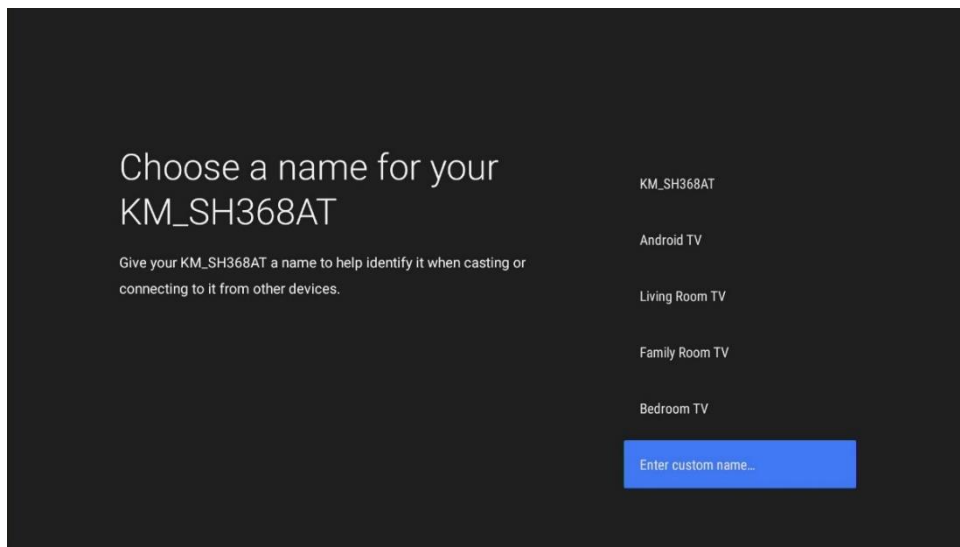 Choose a name for your
KM_SH368AT
Give your KM_SH368AT a name to help identify it when casting or
connecting to it from other devices.
KM_SH368AT
Android TV
Living Room TV
Family Room TV
Bedroom TV
Enter custom name...